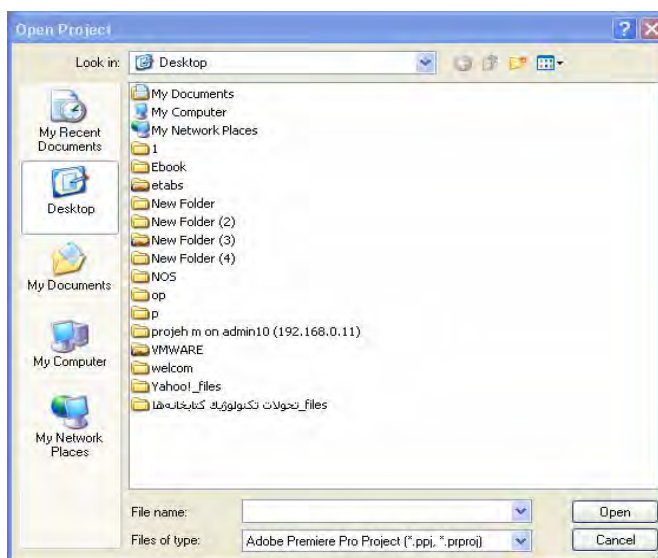 Open Project
Look in: Desktop
My Recent
Documents
Desktop
My Documents
My Computer
My Network
Places
My Documents
My Computer
My Network Places
1
Ebook
etabs
New Folder
New Folder (2)
New Folder (3)
New Folder (4)
NOS
op
p
projeh m on admin10 (192.168.0.11)
VMWARE
welcom
Yahoo!_files
تحولات تكنولوژيك كتابخانه‌ها_files
File name:
Open
Files of type: Adobe Premiere Pro Project (*.ppj, *.prproj)
Cancel